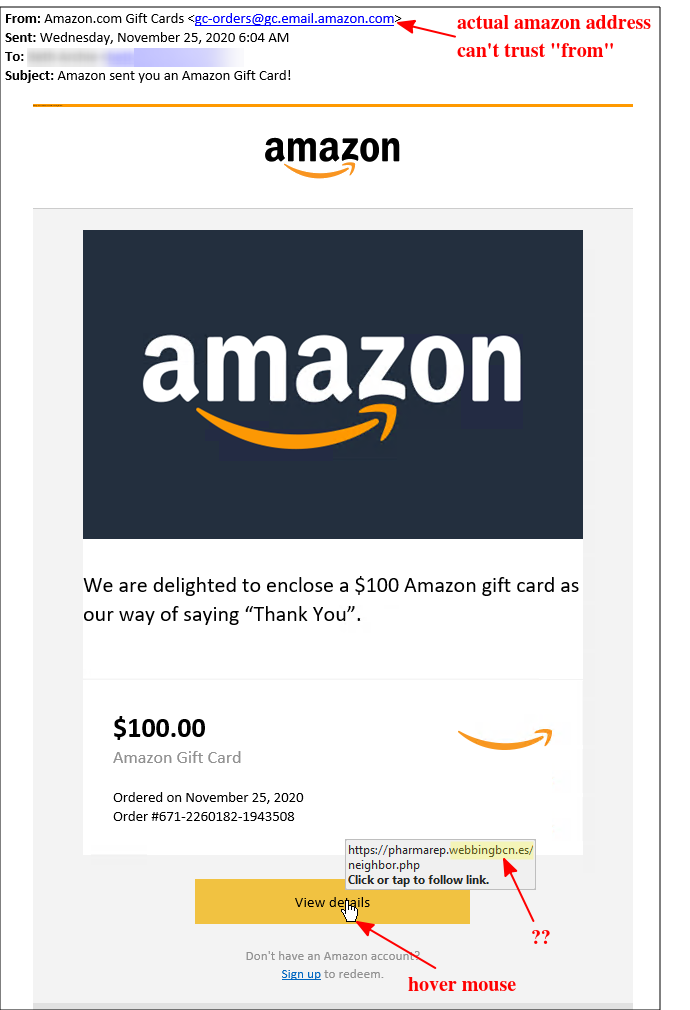 From: Amazon.com Gift Cards <gc-orders@gc.email.amazon.com>
actual amazon address
can't trust "from"
Sent: Wednesday, November 25, 2020 6:04 AM
To:
Subject: Amazon sent you an Amazon Gift Card!
amazon
amazon
We are delighted to enclose a $100 Amazon gift card as
our way of saying “Thank You”.
$100.00
Amazon Gift Card
Ordered on November 25, 2020
Order #671-2260182-1943508
https://pharmarep.webbingbcn.es/
neighbor.php
Click or tap to follow link.
View details
??
Don't have an Amazon account?
Sign up to redeem.
hover mouse